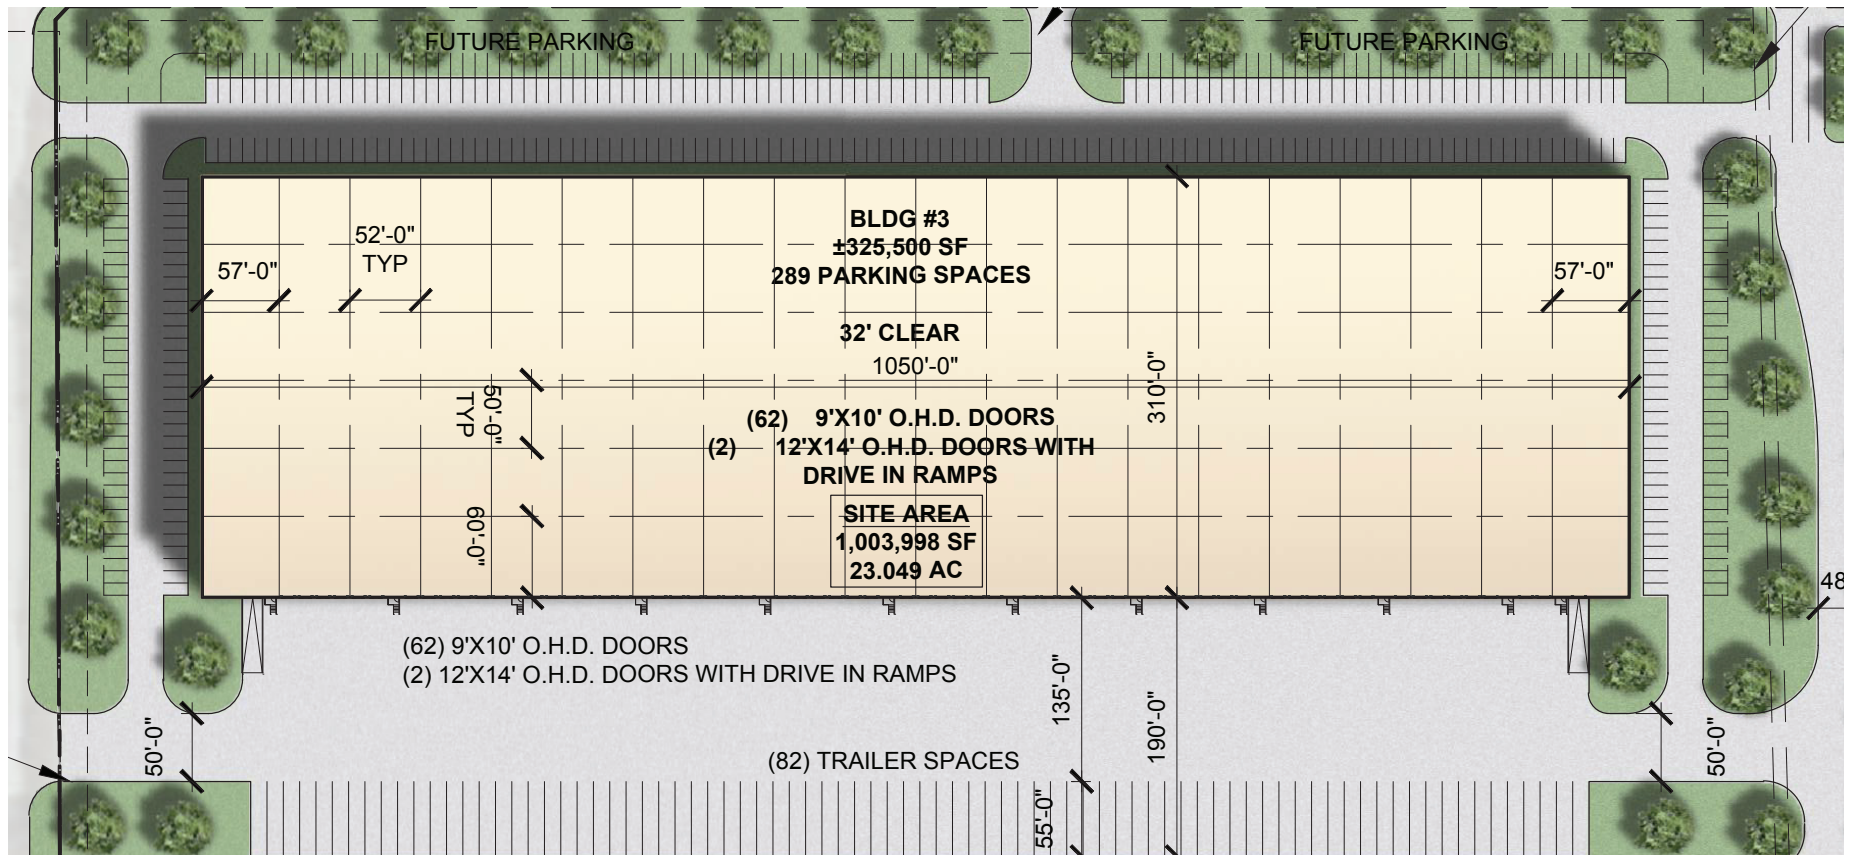 FUTURE PARKING
FUTURE PARKING
BLDG #3
±325,500 SF
289 PARKING SPACES
52'-0"
TYP
57'-0"
57'-0"
32' CLEAR
1050'-0"
310'-0"
50'-0"
TYP
(62) 9'X10' O.H.D. DOORS
(2) 12'X14' O.H.D. DOORS WITH
DRIVE IN RAMPS
60'-0"
SITE AREA
1,003,998 SF
23.049 AC
48
(62) 9'X10' O.H.D. DOORS
(2) 12'X14' O.H.D. DOORS WITH DRIVE IN RAMPS
135'-0"
190'-0"
50'-0"
50'-0"
(82) TRAILER SPACES
55'-0"